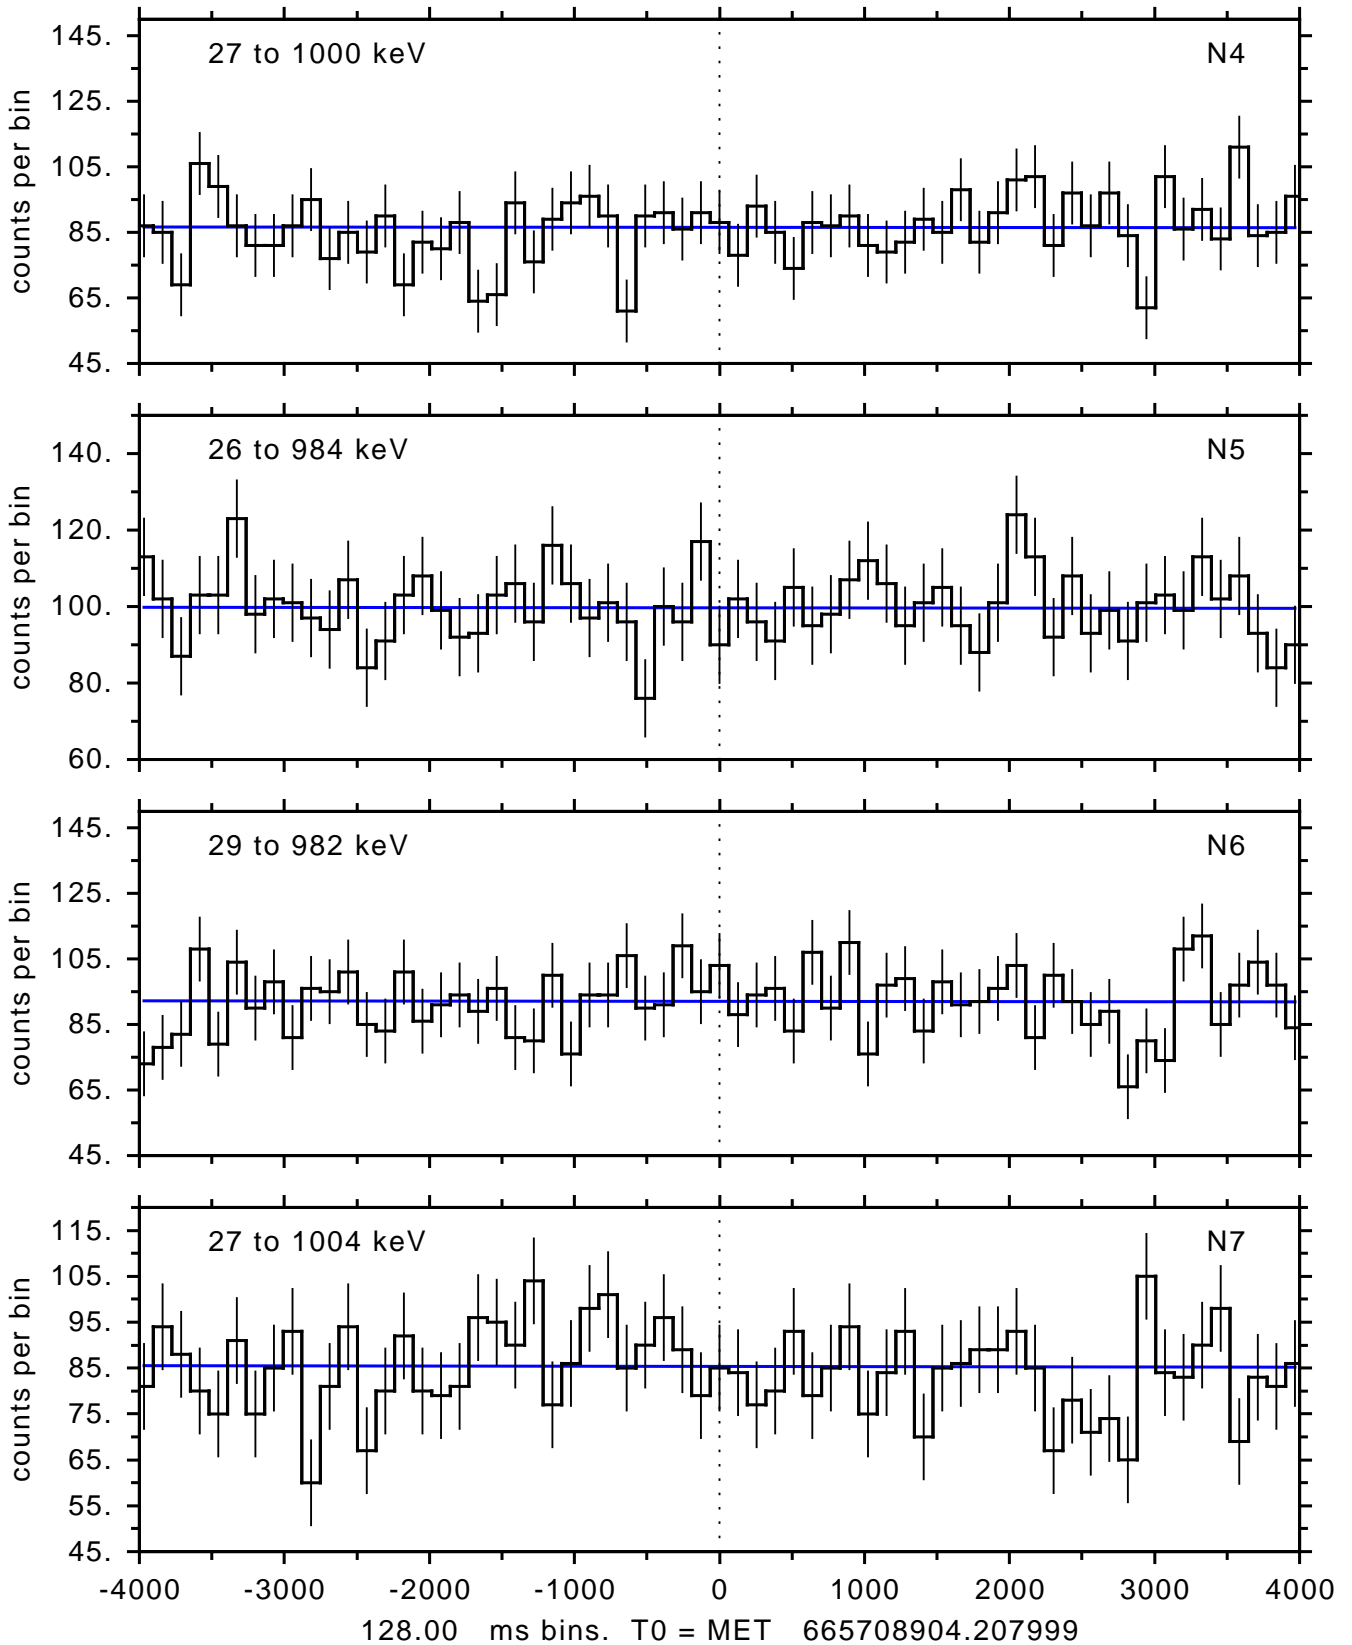 27 to 1000 keV N4
145.
125.
105.
85.
65.
45.
counts per bin
26 to 984 keV N5
140.
120.
100.
80.
60.
counts per bin
29 to 982 keV N6
145.
125.
105.
85.
65.
45.
counts per bin
27 to 1004 keV N7
115.
105.
95.
85.
75.
65.
55.
45.
counts per bin
-4000 -3000 -2000 -1000 0 1000 2000 3000 4000
128.00 ms bins. T0 = MET 665708904.207999